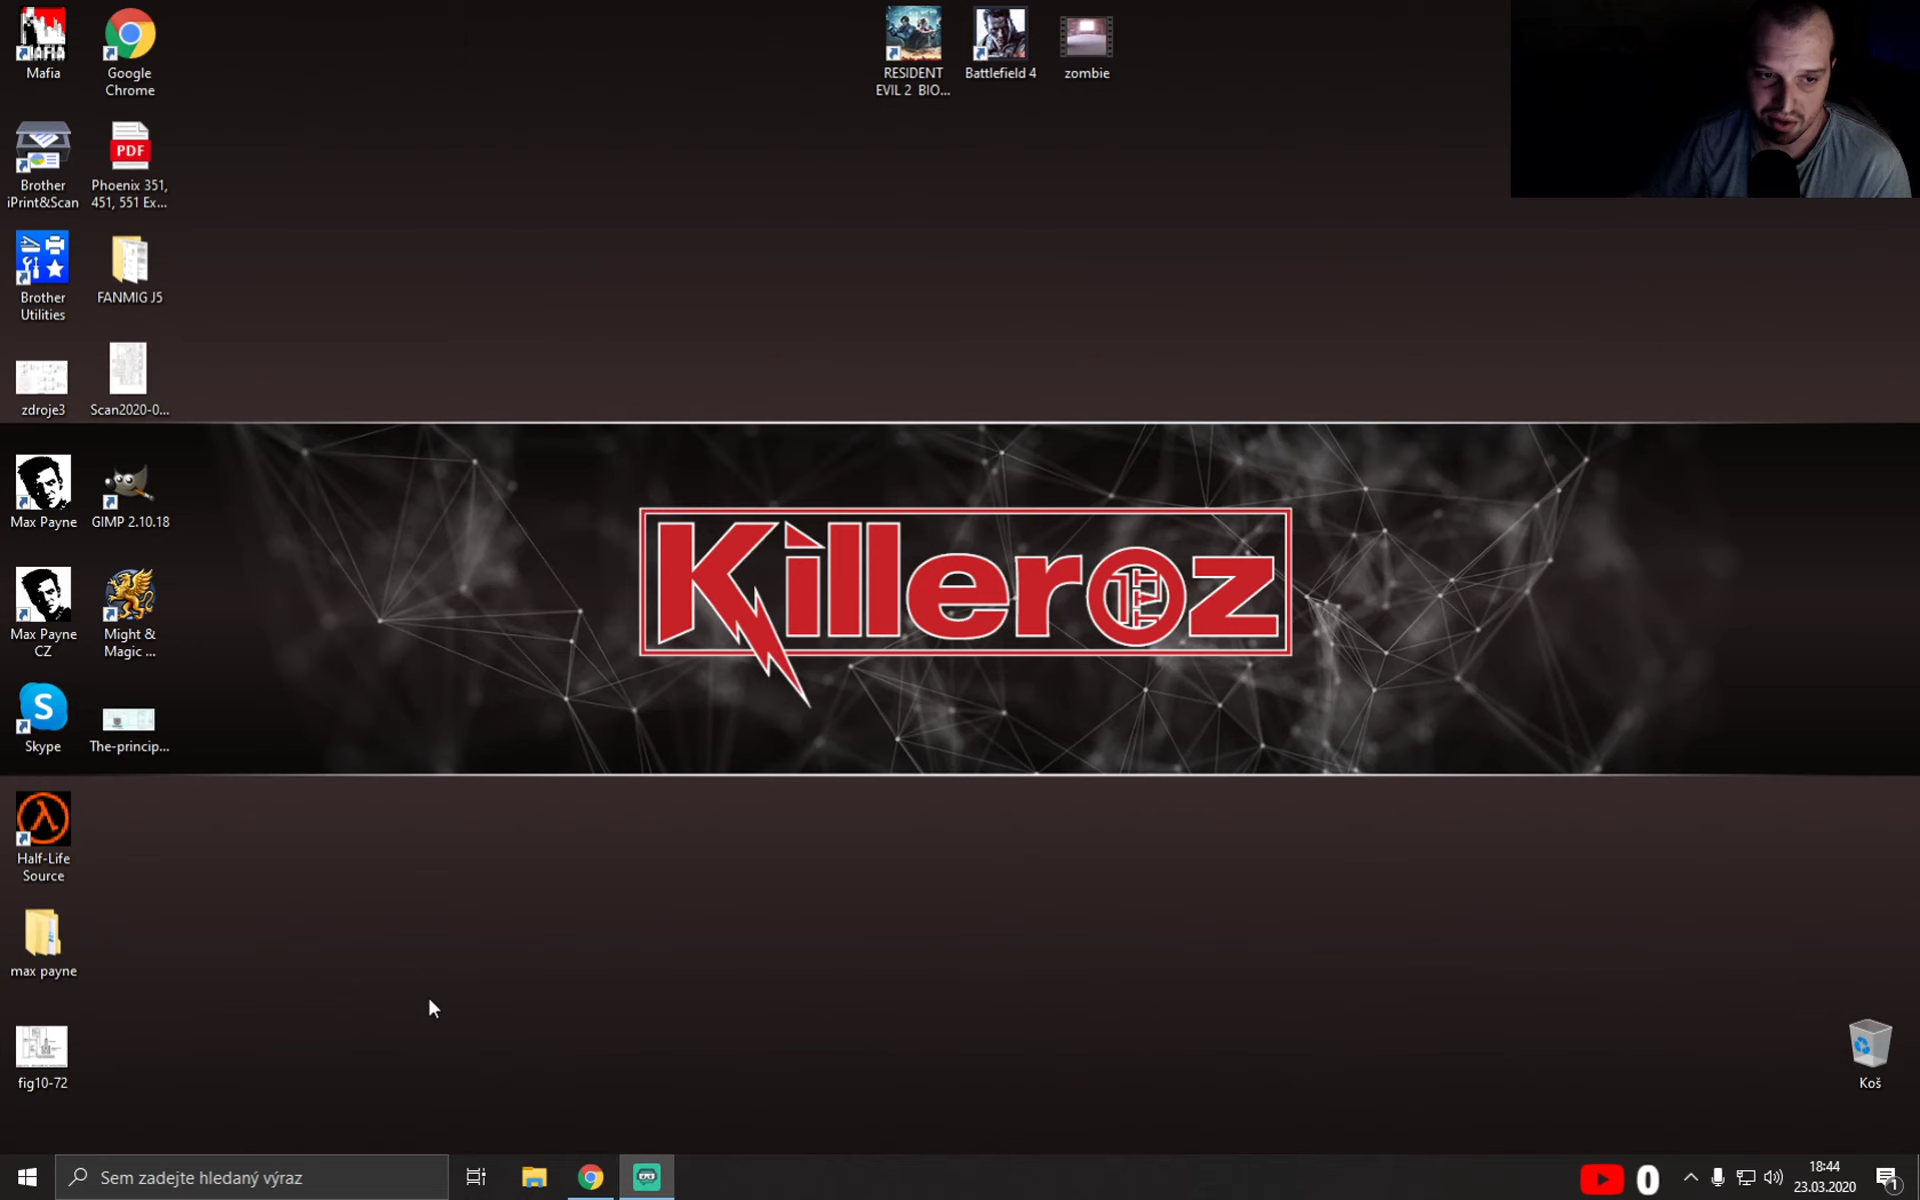 Mafia
Google
Chrome
RESIDENT
EVIL 2 BIO...
Battlefield 4
zombie
Brother
iPrint&Scan
PDF
Phoenix 351,
451, 551 Ex...
Brother
Utilities
FANMIG J5
zdroje3
Scan2020-0...
Max Payne
GIMP 2.10.18
Killeroz
Max Payne
CZ
Might &
Magic ...
Skype
The-princip...
Half-Life
Source
max payne
fig10-72
Koš
Sem zadejte hledaný výraz
0
18:44
23.03.2020
1